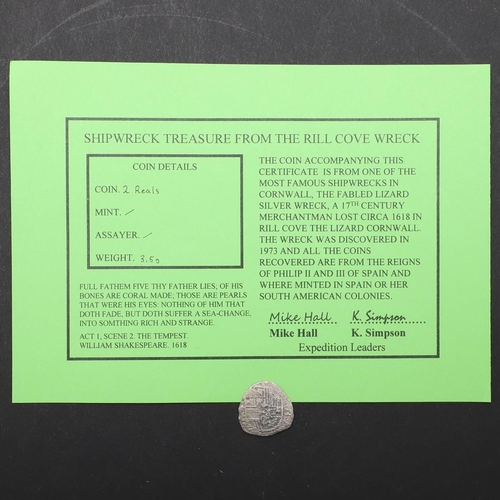 SHIPWRECK TREASURE FROM THE RILL COVE WRECK
COIN DETAILS
COIN. 2 Reals
MINT. /
ASSAYER. /
WEIGHT. 3.5g
FULL FATHEM FIVE THY FATHER LIES; OF HIS
BONES ARE CORAL MADE; THOSE ARE PEARLS
THAT WERE HIS EYES: NOTHING OF HIM THAT
DOTH FADE, BUT DOTH SUFFER A SEA-CHANGE,
INTO SOMTHING RICH AND STRANGE.
ACT 1, SCENE 2. THE TEMPEST.
WILLIAM SHAKESPEARE. 1618
THE COIN ACCOMPANYING THIS
CERTIFICATE IS FROM ONE OF THE
MOST FAMOUS SHIPWRECKS IN
CORNWALL, THE FABLED LIZARD
SILVER WRECK, A 17TH CENTURY
MERCHANTMAN LOST CIRCA 1618 IN
RILL COVE THE LIZARD CORNWALL.
THE WRECK WAS DISCOVERED IN
1973 AND ALL THE COINS
RECOVERED ARE FROM THE REIGNS
OF PHILIP II AND III OF SPAIN AND
WHERE MINTED IN SPAIN OR HER
SOUTH AMERICAN COLONIES.
Mike Hall K. Simpson
Mike Hall K. Simpson
Expedition Leaders